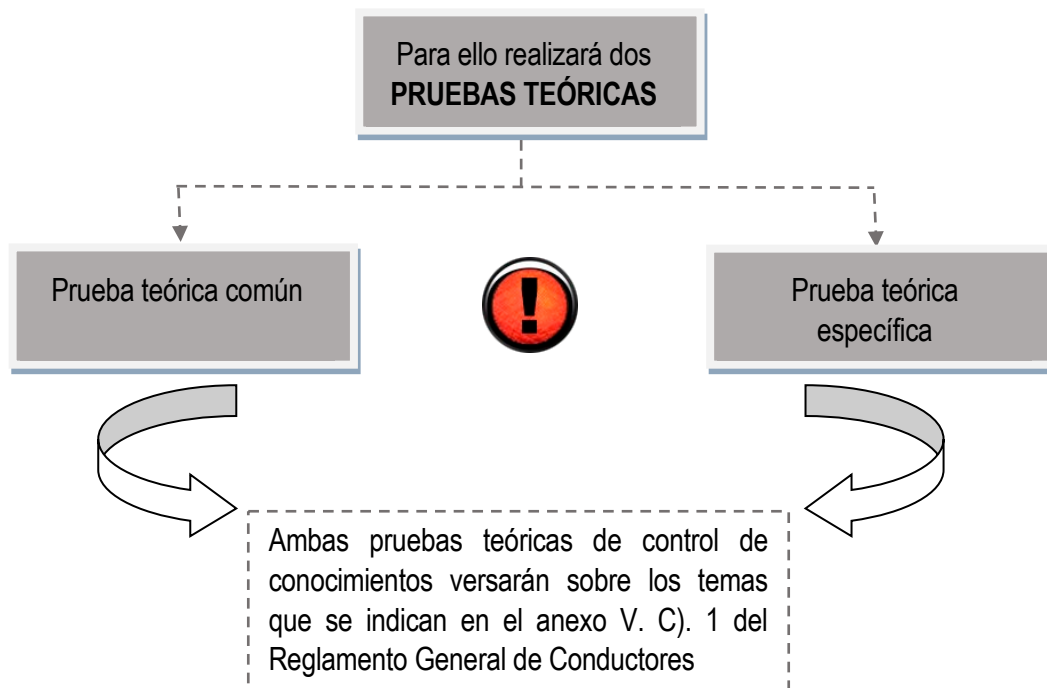 Para ello realizará dos
PRUEBAS TEÓRICAS
Prueba teórica común
!
Prueba teórica
específica
Ambas pruebas teóricas de control de
conocimientos versarán sobre los temas
que se indican en el anexo V. C). 1 del
Reglamento General de Conductores